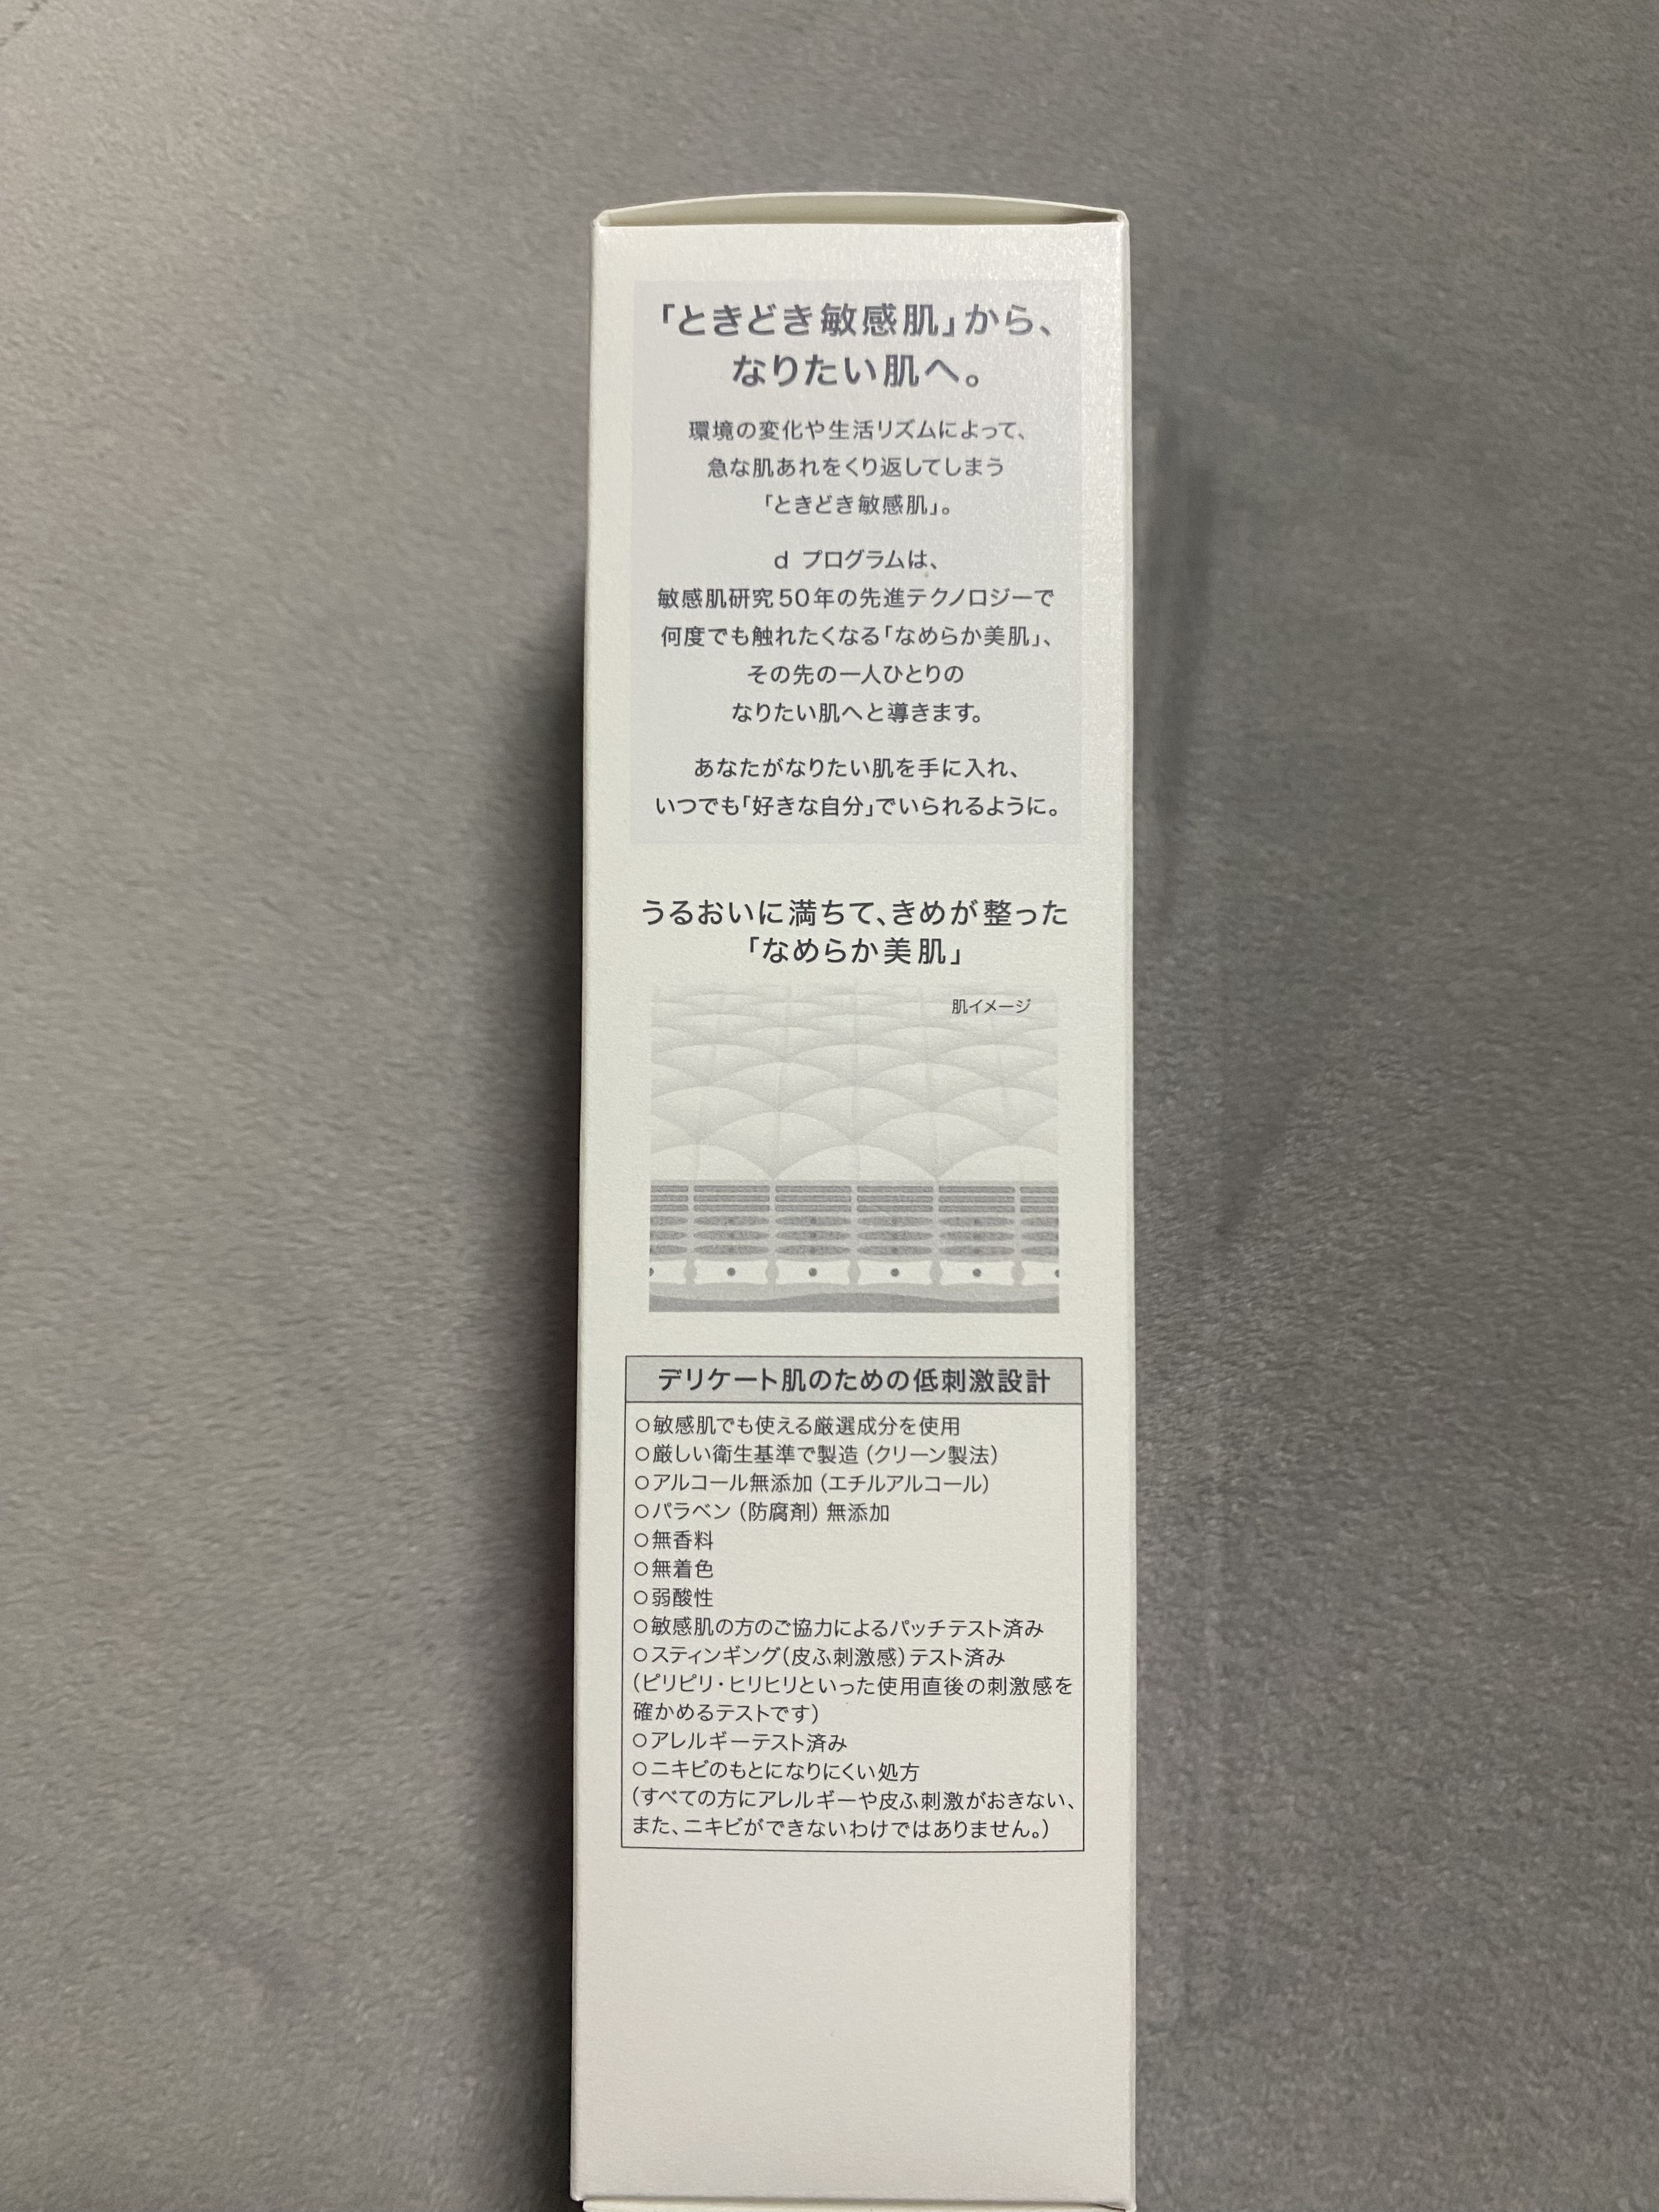 「ときどき敏感肌」から、
なりたい肌へ。
環境の変化や生活リズムによって、
急な肌あれをくり返してしまう
「ときどき敏感肌」。
d プログラムは、
敏感肌研究50年の先進テクノロジーで
何度でも触れたくなる「なめらか美肌」、
その先の一人ひとりの
なりたい肌へと導きます。
あなたがなりたい肌を手に入れ、
いつでも「好きな自分」でいられるように。
うるおいに満ちて、きめが整った
「なめらか美肌」
肌イメージ
デリケート肌のための低刺激設計
○敏感肌でも使える厳選成分を使用
○厳しい衛生基準で製造（クリーン製法）
○アルコール無添加（エチルアルコール）
○パラベン（防腐剤）無添加
○無香料
○無着色
○弱酸性
○敏感肌の方のご協力によるパッチテスト済み
○スティンギング（皮ふ刺激感）テスト済み
（ピリピリ・ヒリヒリといった使用直後の刺激感を
確かめるテストです）
○アレルギーテスト済み
○ニキビのもとになりにくい処方
（すべての方にアレルギーや皮ふ刺激がおきない、
また、ニキビができないわけではありません。）